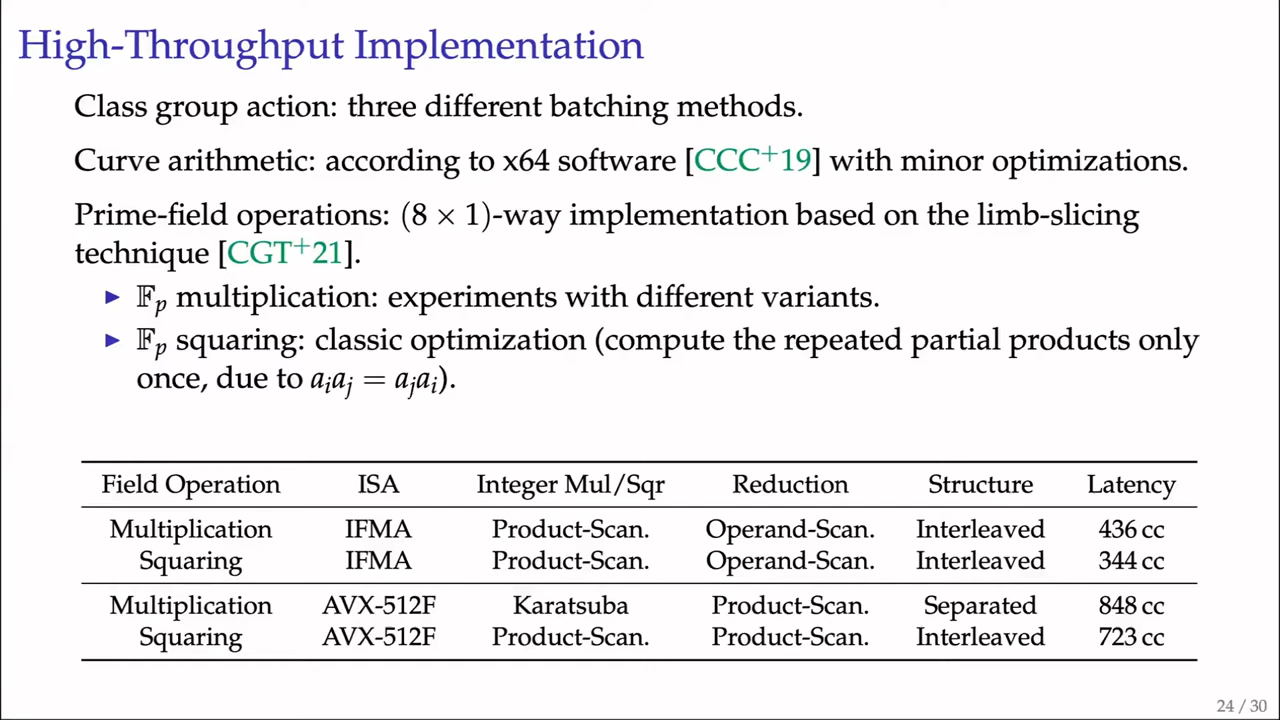 High-Throughput Implementation
Class group action: three different batching methods.
Curve arithmetic: according to x64 software [CCC+19] with minor optimizations.
Prime-field operations: (8 × 1)-way implementation based on the limb-slicing
technique [CGT+21].
▶ 𝔽p multiplication: experiments with different variants.
▶ 𝔽p squaring: classic optimization (compute the repeated partial products only
once, due to aiaj = ajai).
Field Operation ISA Integer Mul/Sqr Reduction Structure Latency
Multiplication IFMA Product-Scan. Operand-Scan. Interleaved 436 cc
Squaring IFMA Product-Scan. Operand-Scan. Interleaved 344 cc
Multiplication AVX-512F Karatsuba Product-Scan. Separated 848 cc
Squaring AVX-512F Product-Scan. Product-Scan. Interleaved 723 cc
24 / 30